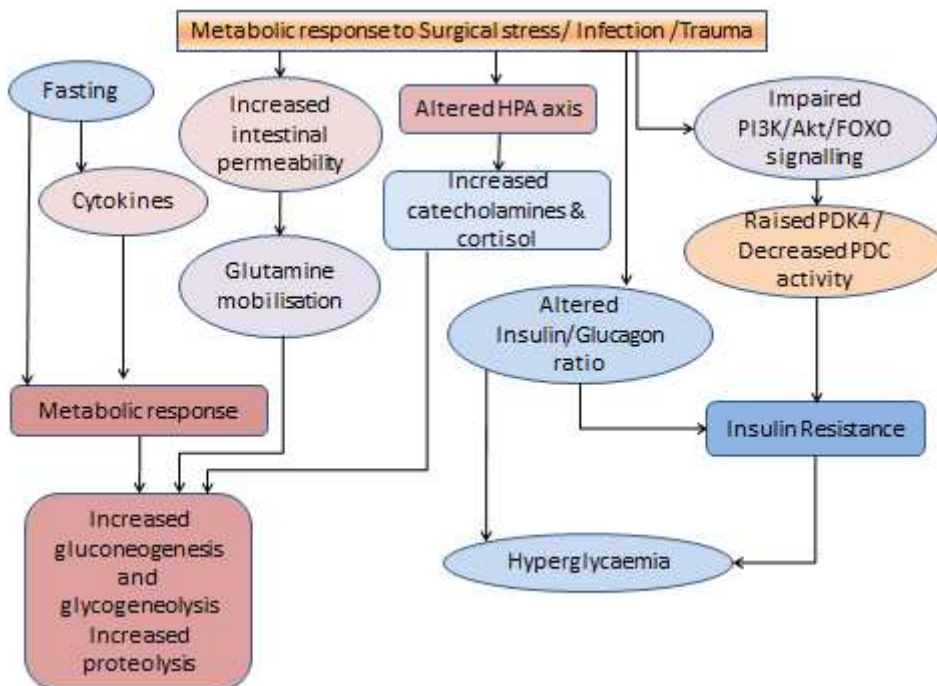 Metabolic response to Surgical stress/ Infection /Trauma
Fasting
Increased
intestinal
permeability
Altered HPA axis
Impaired
PI3K/Akt/FOXO
signalling
Cytokines
Increased
catecholamines &
cortisol
Raised PDK4 /
Decreased PDC
activity
Glutamine
mobilisation
Altered
Insulin/Glucagon
ratio
Metabolic response
Insulin Resistance
Increased
gluconeogenesis
and
glycogeneolysis
Increased
proteolysis
Hyperglycaemia